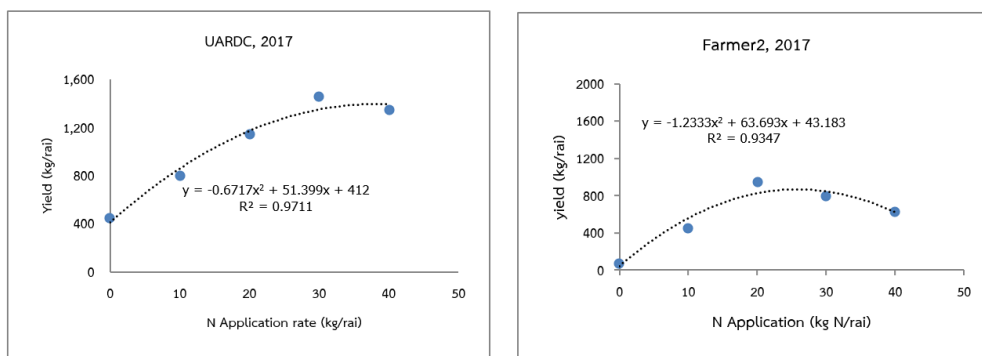 UARDC, 2017
Yield (kg/rai)
1,600
1,200
800
400
0
y = -0.6717x² + 51.399x + 412
R² = 0.9711
0 10 20 30 40 50
N Application rate (kg/rai)
Farmer2, 2017
yield (kg/rai)
2000
1600
1200
800
400
0
y = -1.2333x² + 63.693x + 43.183
R² = 0.9347
0 10 20 30 40 50
N Application (kg N/rai)